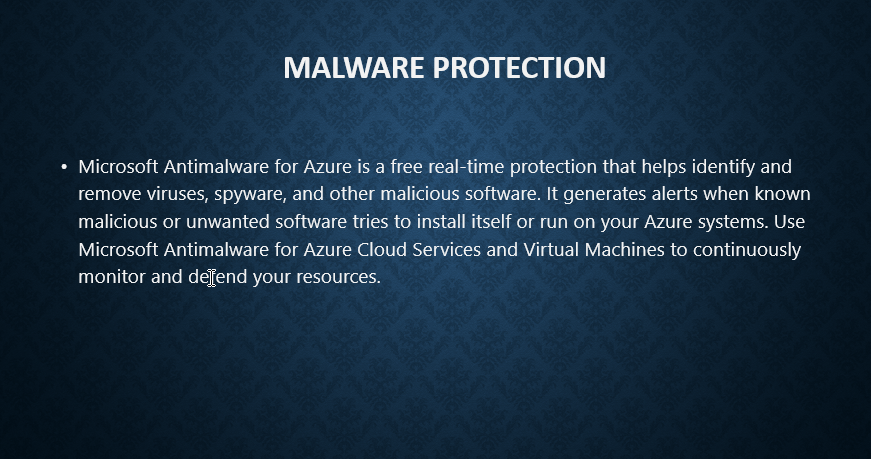 MALWARE PROTECTION
• Microsoft Antimalware for Azure is a free real-time protection that helps identify and
remove viruses, spyware, and other malicious software. It generates alerts when known
malicious or unwanted software tries to install itself or run on your Azure systems. Use
Microsoft Antimalware for Azure Cloud Services and Virtual Machines to continuously
monitor and defend your resources.